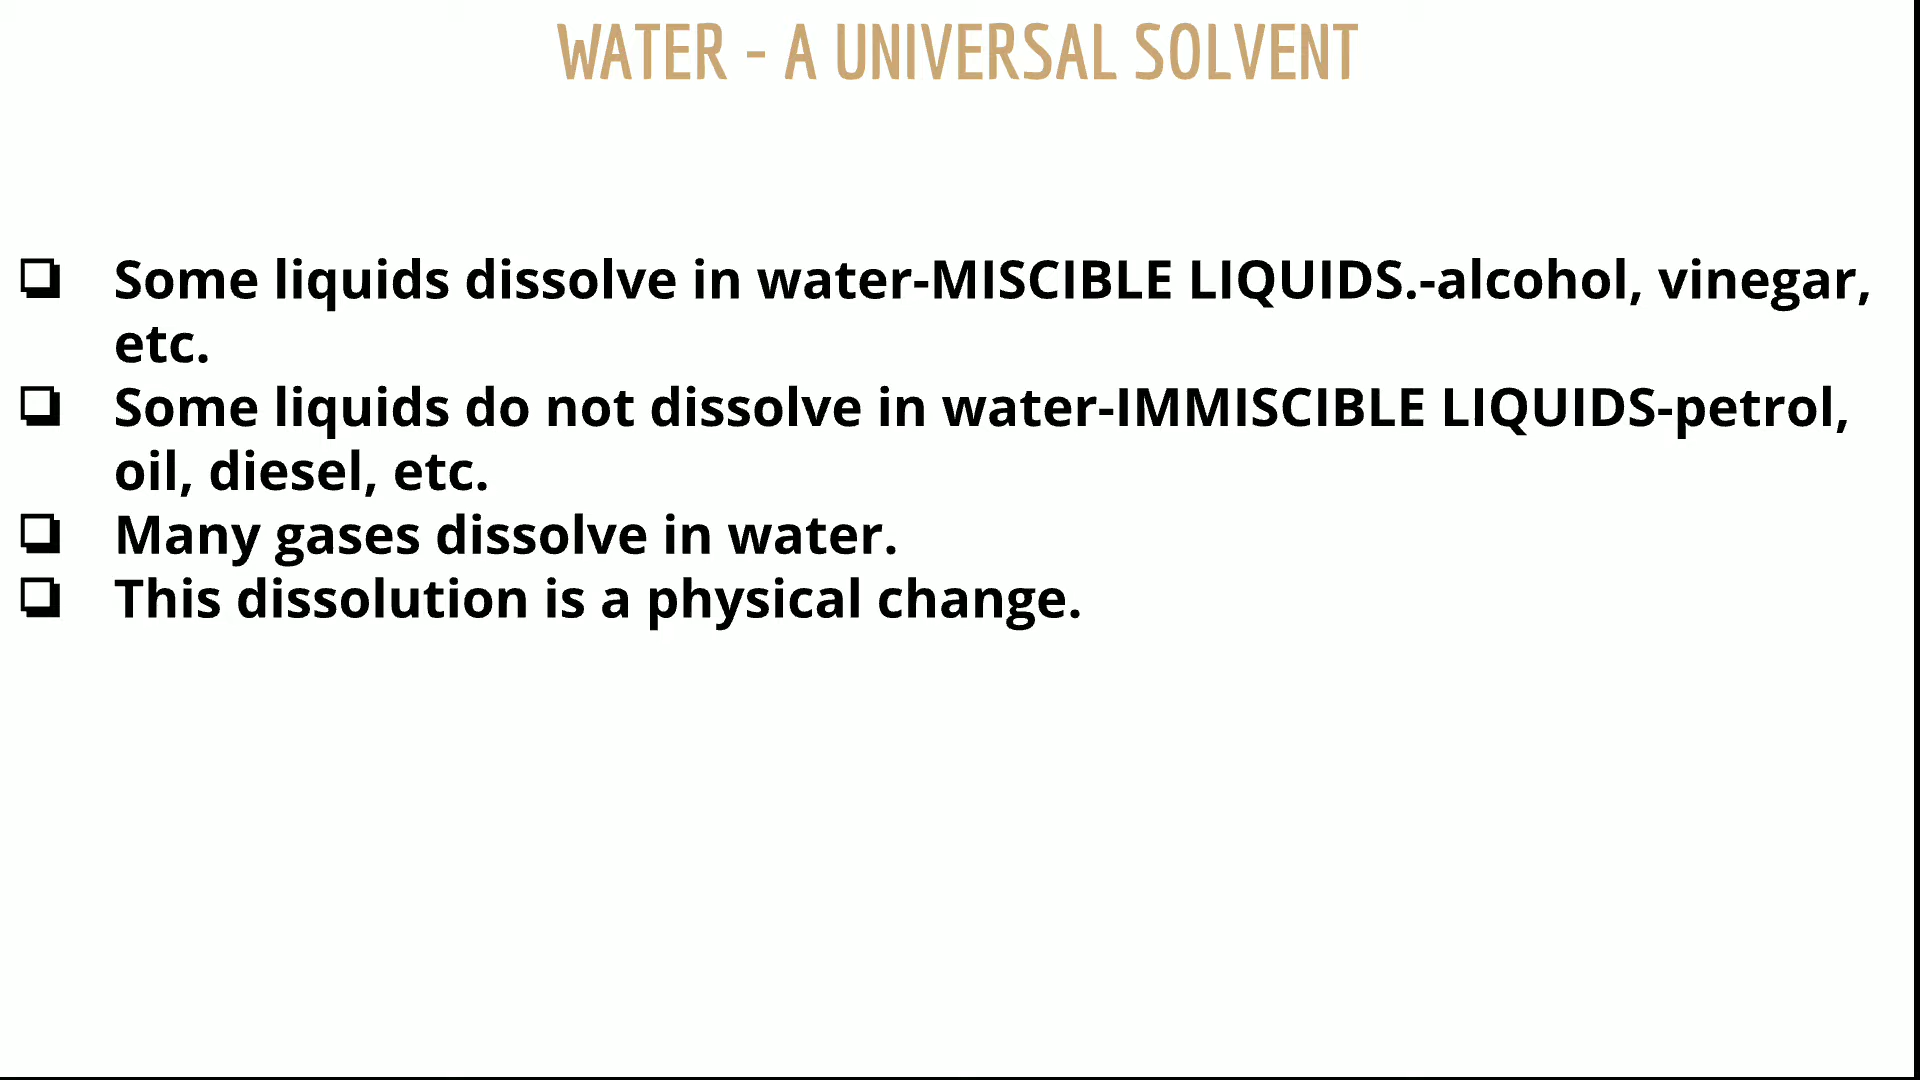 WATER - A UNIVERSAL SOLVENT
❏ Some liquids dissolve in water-MISCIBLE LIQUIDS.-alcohol, vinegar,
etc.
❏ Some liquids do not dissolve in water-IMMISCIBLE LIQUIDS-petrol,
oil, diesel, etc.
❏ Many gases dissolve in water.
❏ This dissolution is a physical change.